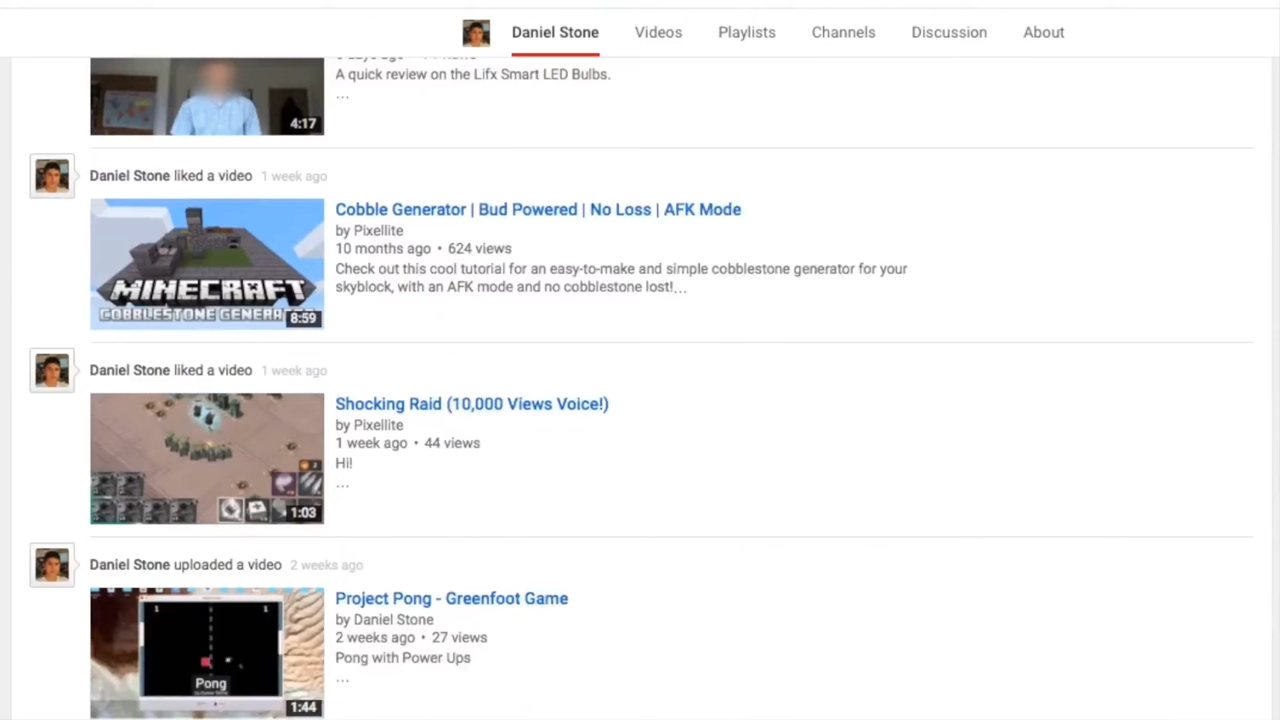 Daniel Stone Videos Playlists Channels Discussion About
A quick review on the Lifx Smart LED Bulbs.
...
4:17
Daniel Stone liked a video 1 week ago
Cobble Generator | Bud Powered | No Loss | AFK Mode
by Pixellite
10 months ago • 624 views
Check out this cool tutorial for an easy-to-make and simple cobblestone generator for your
skyblock, with an AFK mode and no cobblestone lost!...
MINECRAFT
COBBLESTONE
8:59
Daniel Stone liked a video 1 week ago
Shocking Raid (10,000 Views Voice!)
by Pixellite
1 week ago • 44 views
Hi!
...
1:03
Daniel Stone uploaded a video 2 weeks ago
Project Pong - Greenfoot Game
by Daniel Stone
2 weeks ago • 27 views
Pong with Power Ups
...
1 1
Pong
1:44